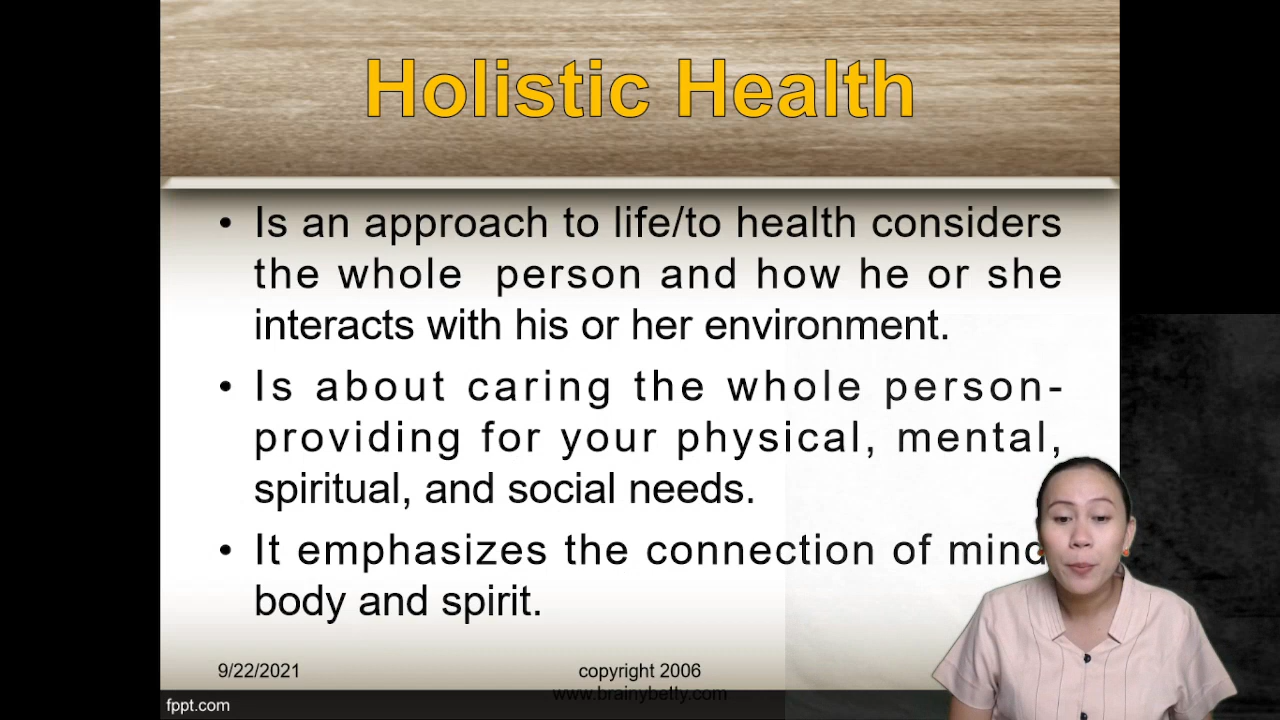 Holistic Health
• Is an approach to life/to health considers
the whole person and how he or she
interacts with his or her environment.
• Is about caring the whole person-
providing for your physical, mental,
spiritual, and social needs.
• It emphasizes the connection of mind
body and spirit.
9/22/2021
copyright 2006
www.brainybetty.com
fppt.com